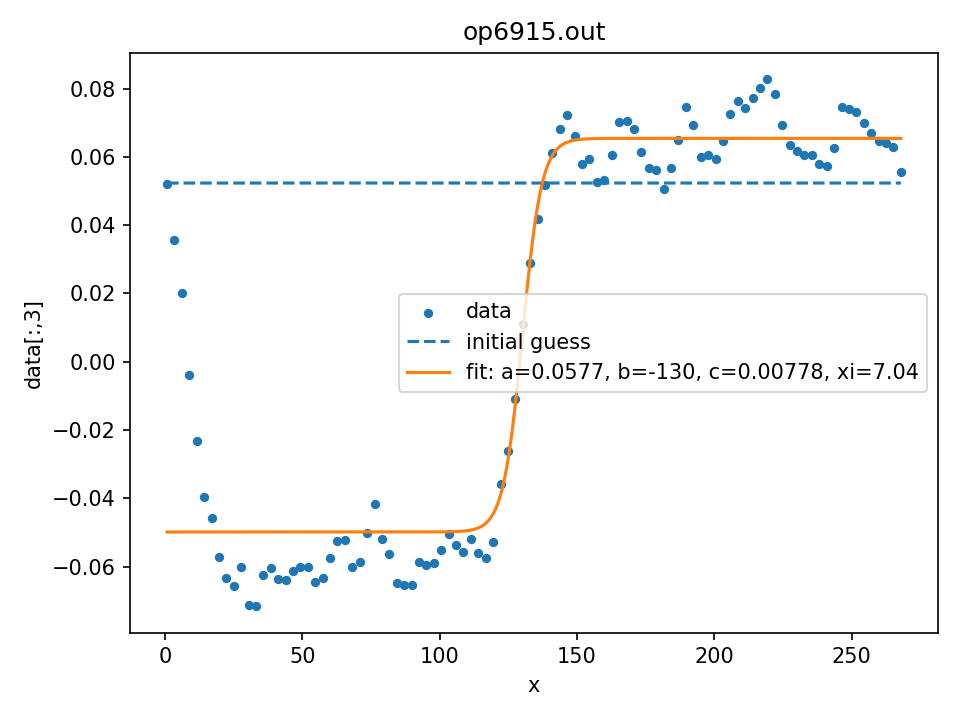 op6915.out
data[:,3]
0.08
0.06
0.04
0.02
0.00
−0.02
−0.04
−0.06
data
initial guess
fit: a=0.0577, b=-130, c=0.00778, xi=7.04
0 50 100 150 200 250
x